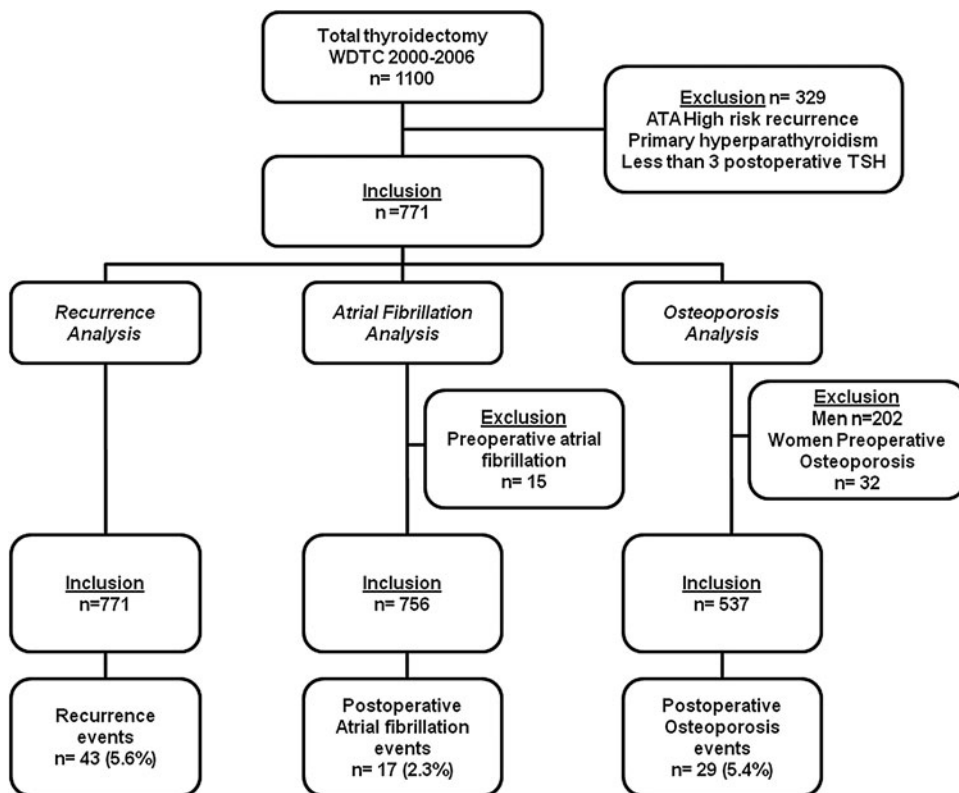 Total thyroidectomy
WDTC 2000-2006
n= 1100
Exclusion n= 329
ATA High risk recurrence
Primary hyperparathyroidism
Less than 3 postoperative TSH
Inclusion
n =771
Recurrence
Analysis
Atrial Fibrillation
Analysis
Osteoporosis
Analysis
Exclusion
Preoperative atrial
fibrillation
n= 15
Exclusion
Men n=202
Women Preoperative
Osteoporosis
n= 32
Inclusion
n=771
Inclusion
n= 756
Inclusion
n= 537
Recurrence
events
n= 43 (5.6%)
Postoperative
Atrial fibrillation
events
n= 17 (2.3%)
Postoperative
Osteoporosis
events
n= 29 (5.4%)